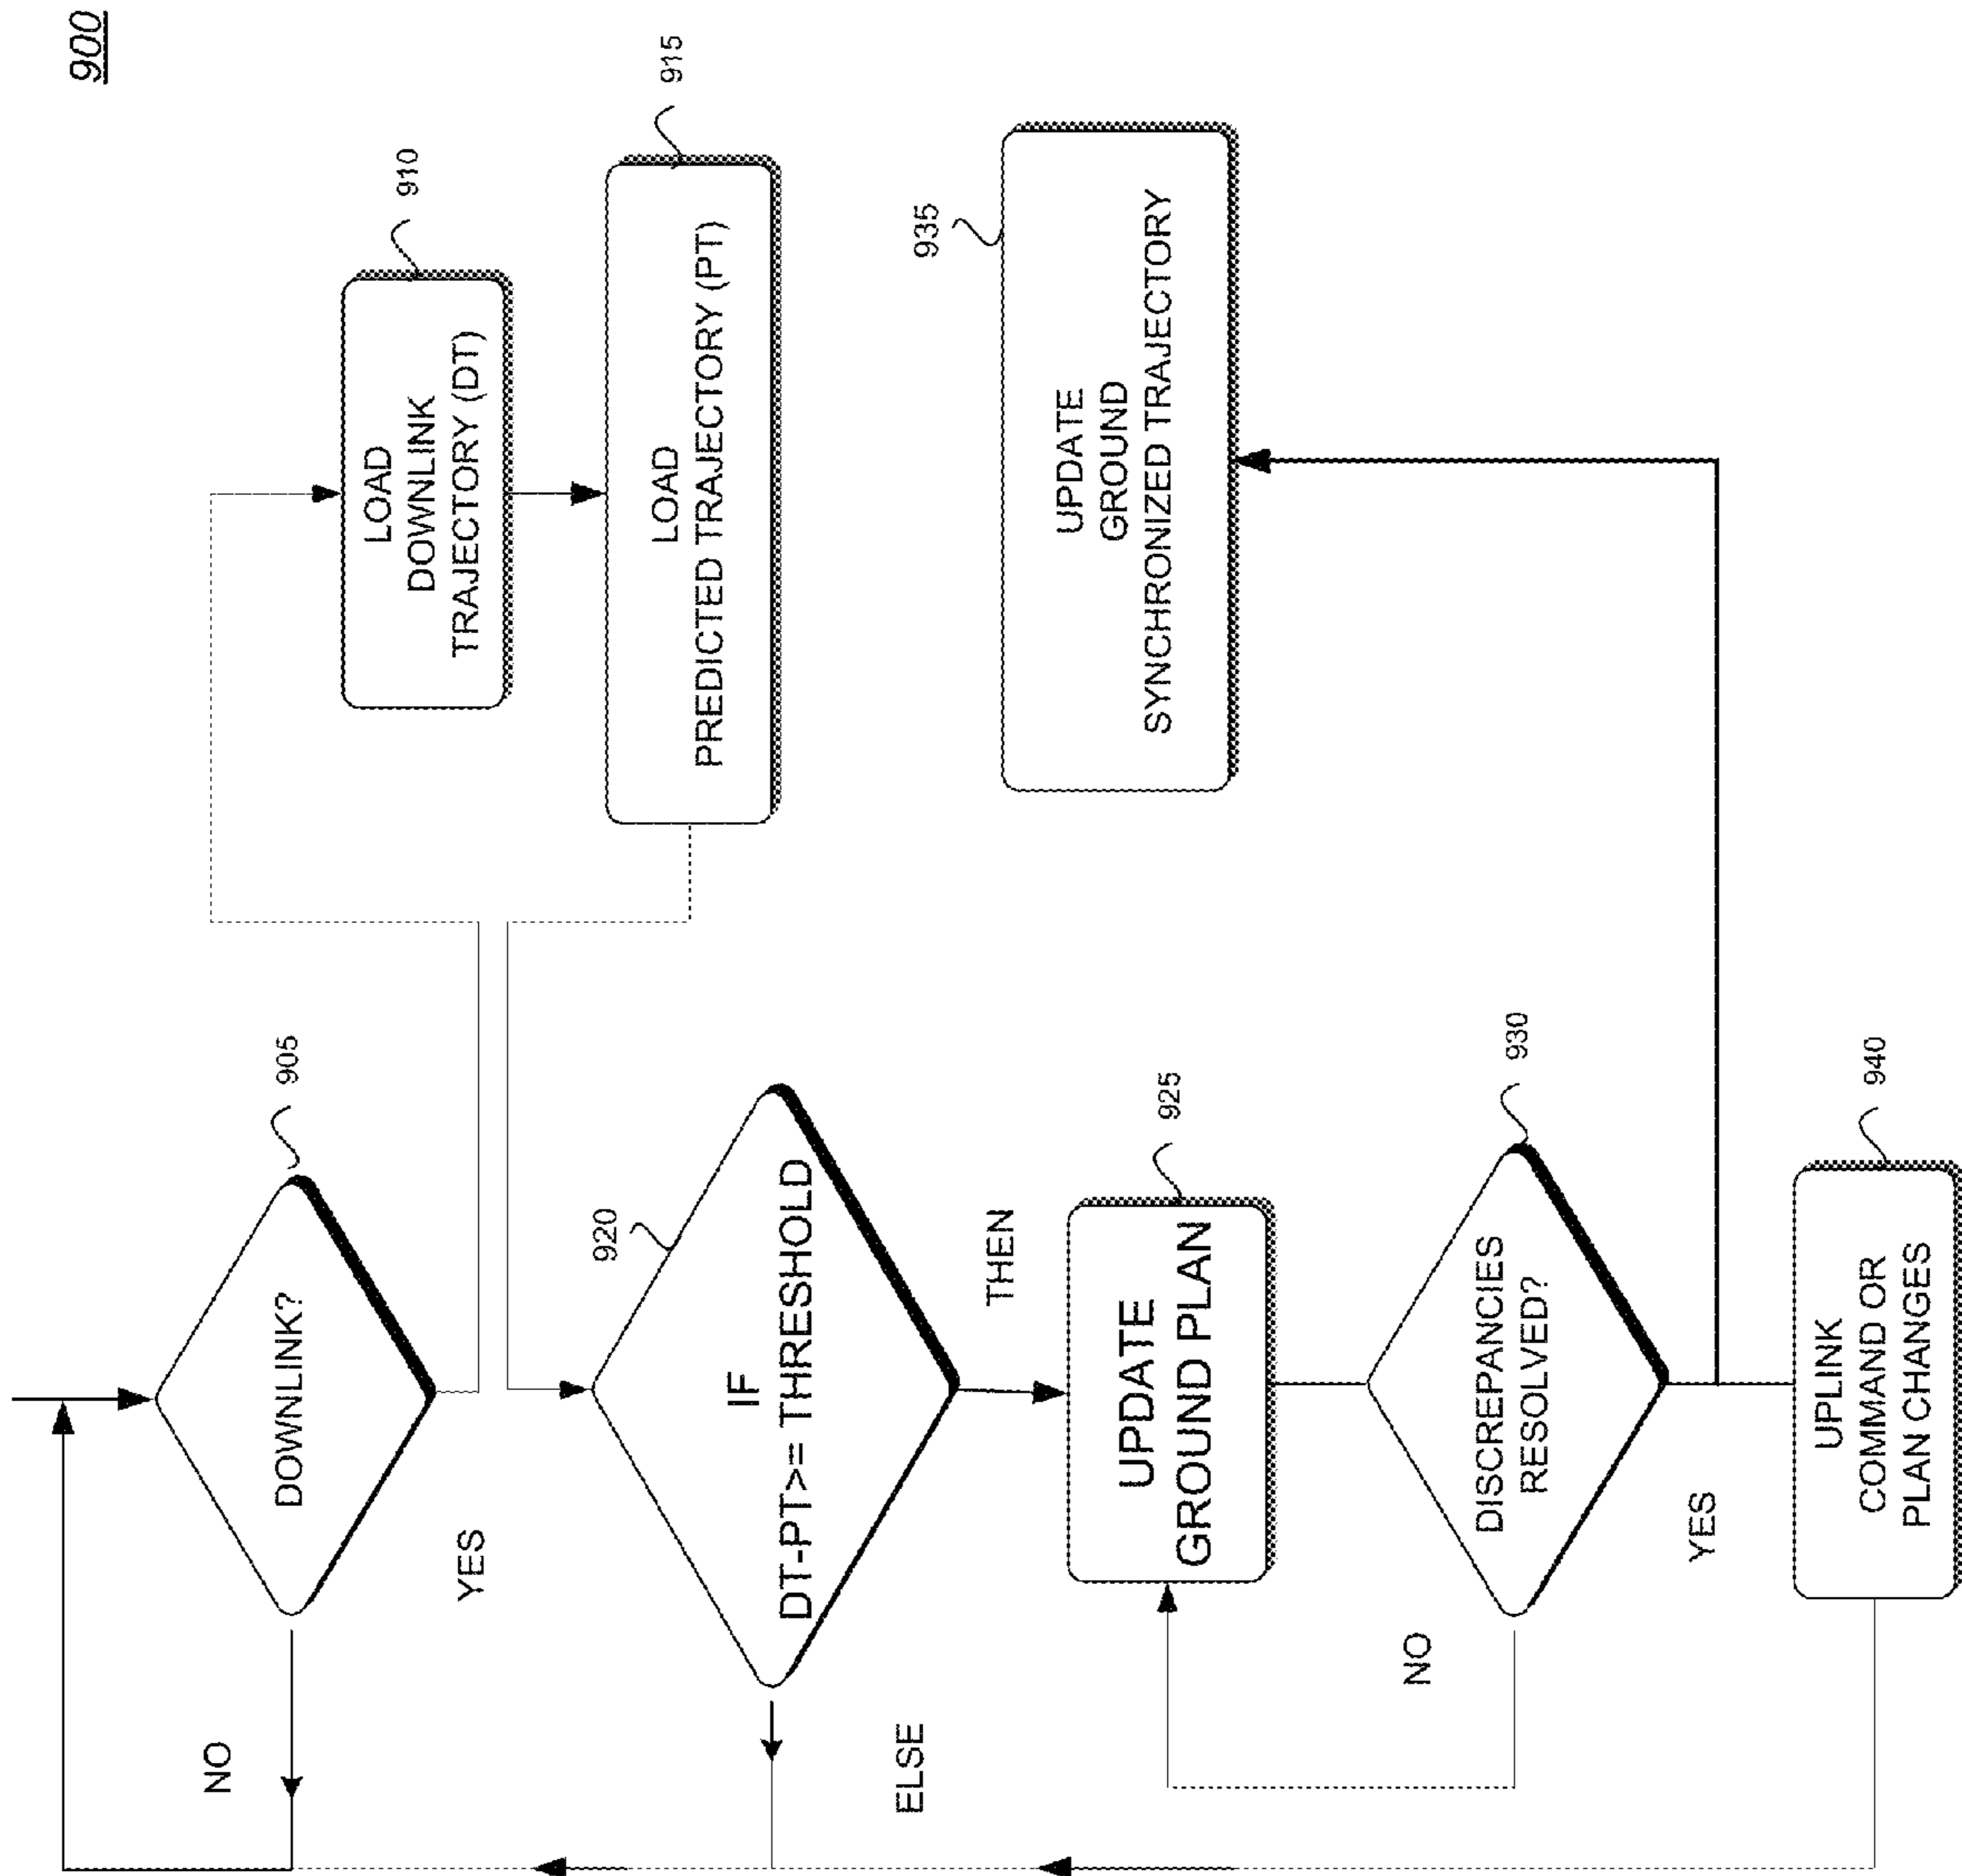 900
DOWNLINK?
905
NO
YES
LOAD
DOWNLINK
TRAJECTORY (DT)
910
LOAD
PREDICTED TRAJECTORY (PT)
915
IF
DT-PT>= THRESHOLD
920
THEN
ELSE
UPDATE
GROUND PLAN
925
DISCREPANCIES
RESOLVED?
930
NO
YES
UPDATE
GROUND
SYNCHRONIZED TRAJECTORY
935
UPLINK
COMMAND OR
PLAN CHANGES
940